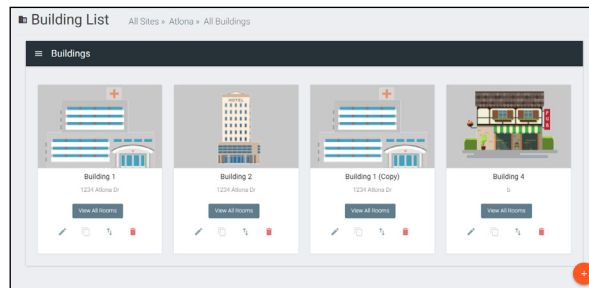 Building List
All Sites » Atlona » All Buildings
Buildings
HOTEL
PUB
Building 1
Building 2
Building 1 (Copy)
Building 4
1234 Atlona Dr
1234 Atlona Dr
1234 Atlona Dr
b
View All Rooms
View All Rooms
View All Rooms
View All Rooms